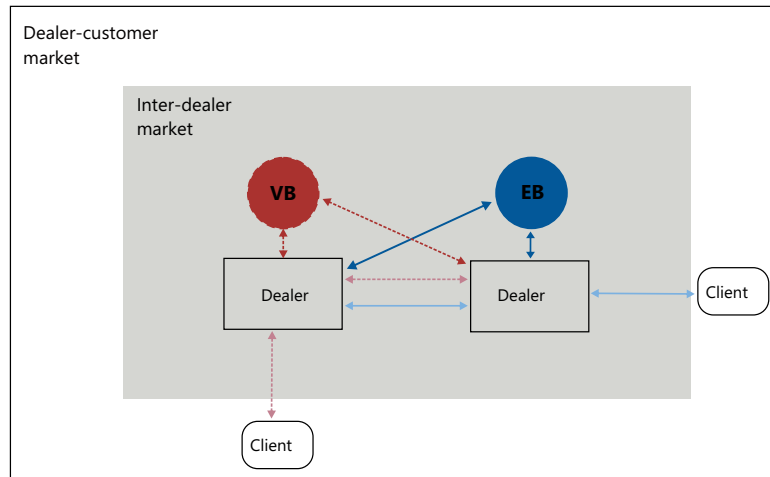 Dealer-customer
market
Inter-dealer
market
VB
EB
Dealer
Dealer
Client
Client